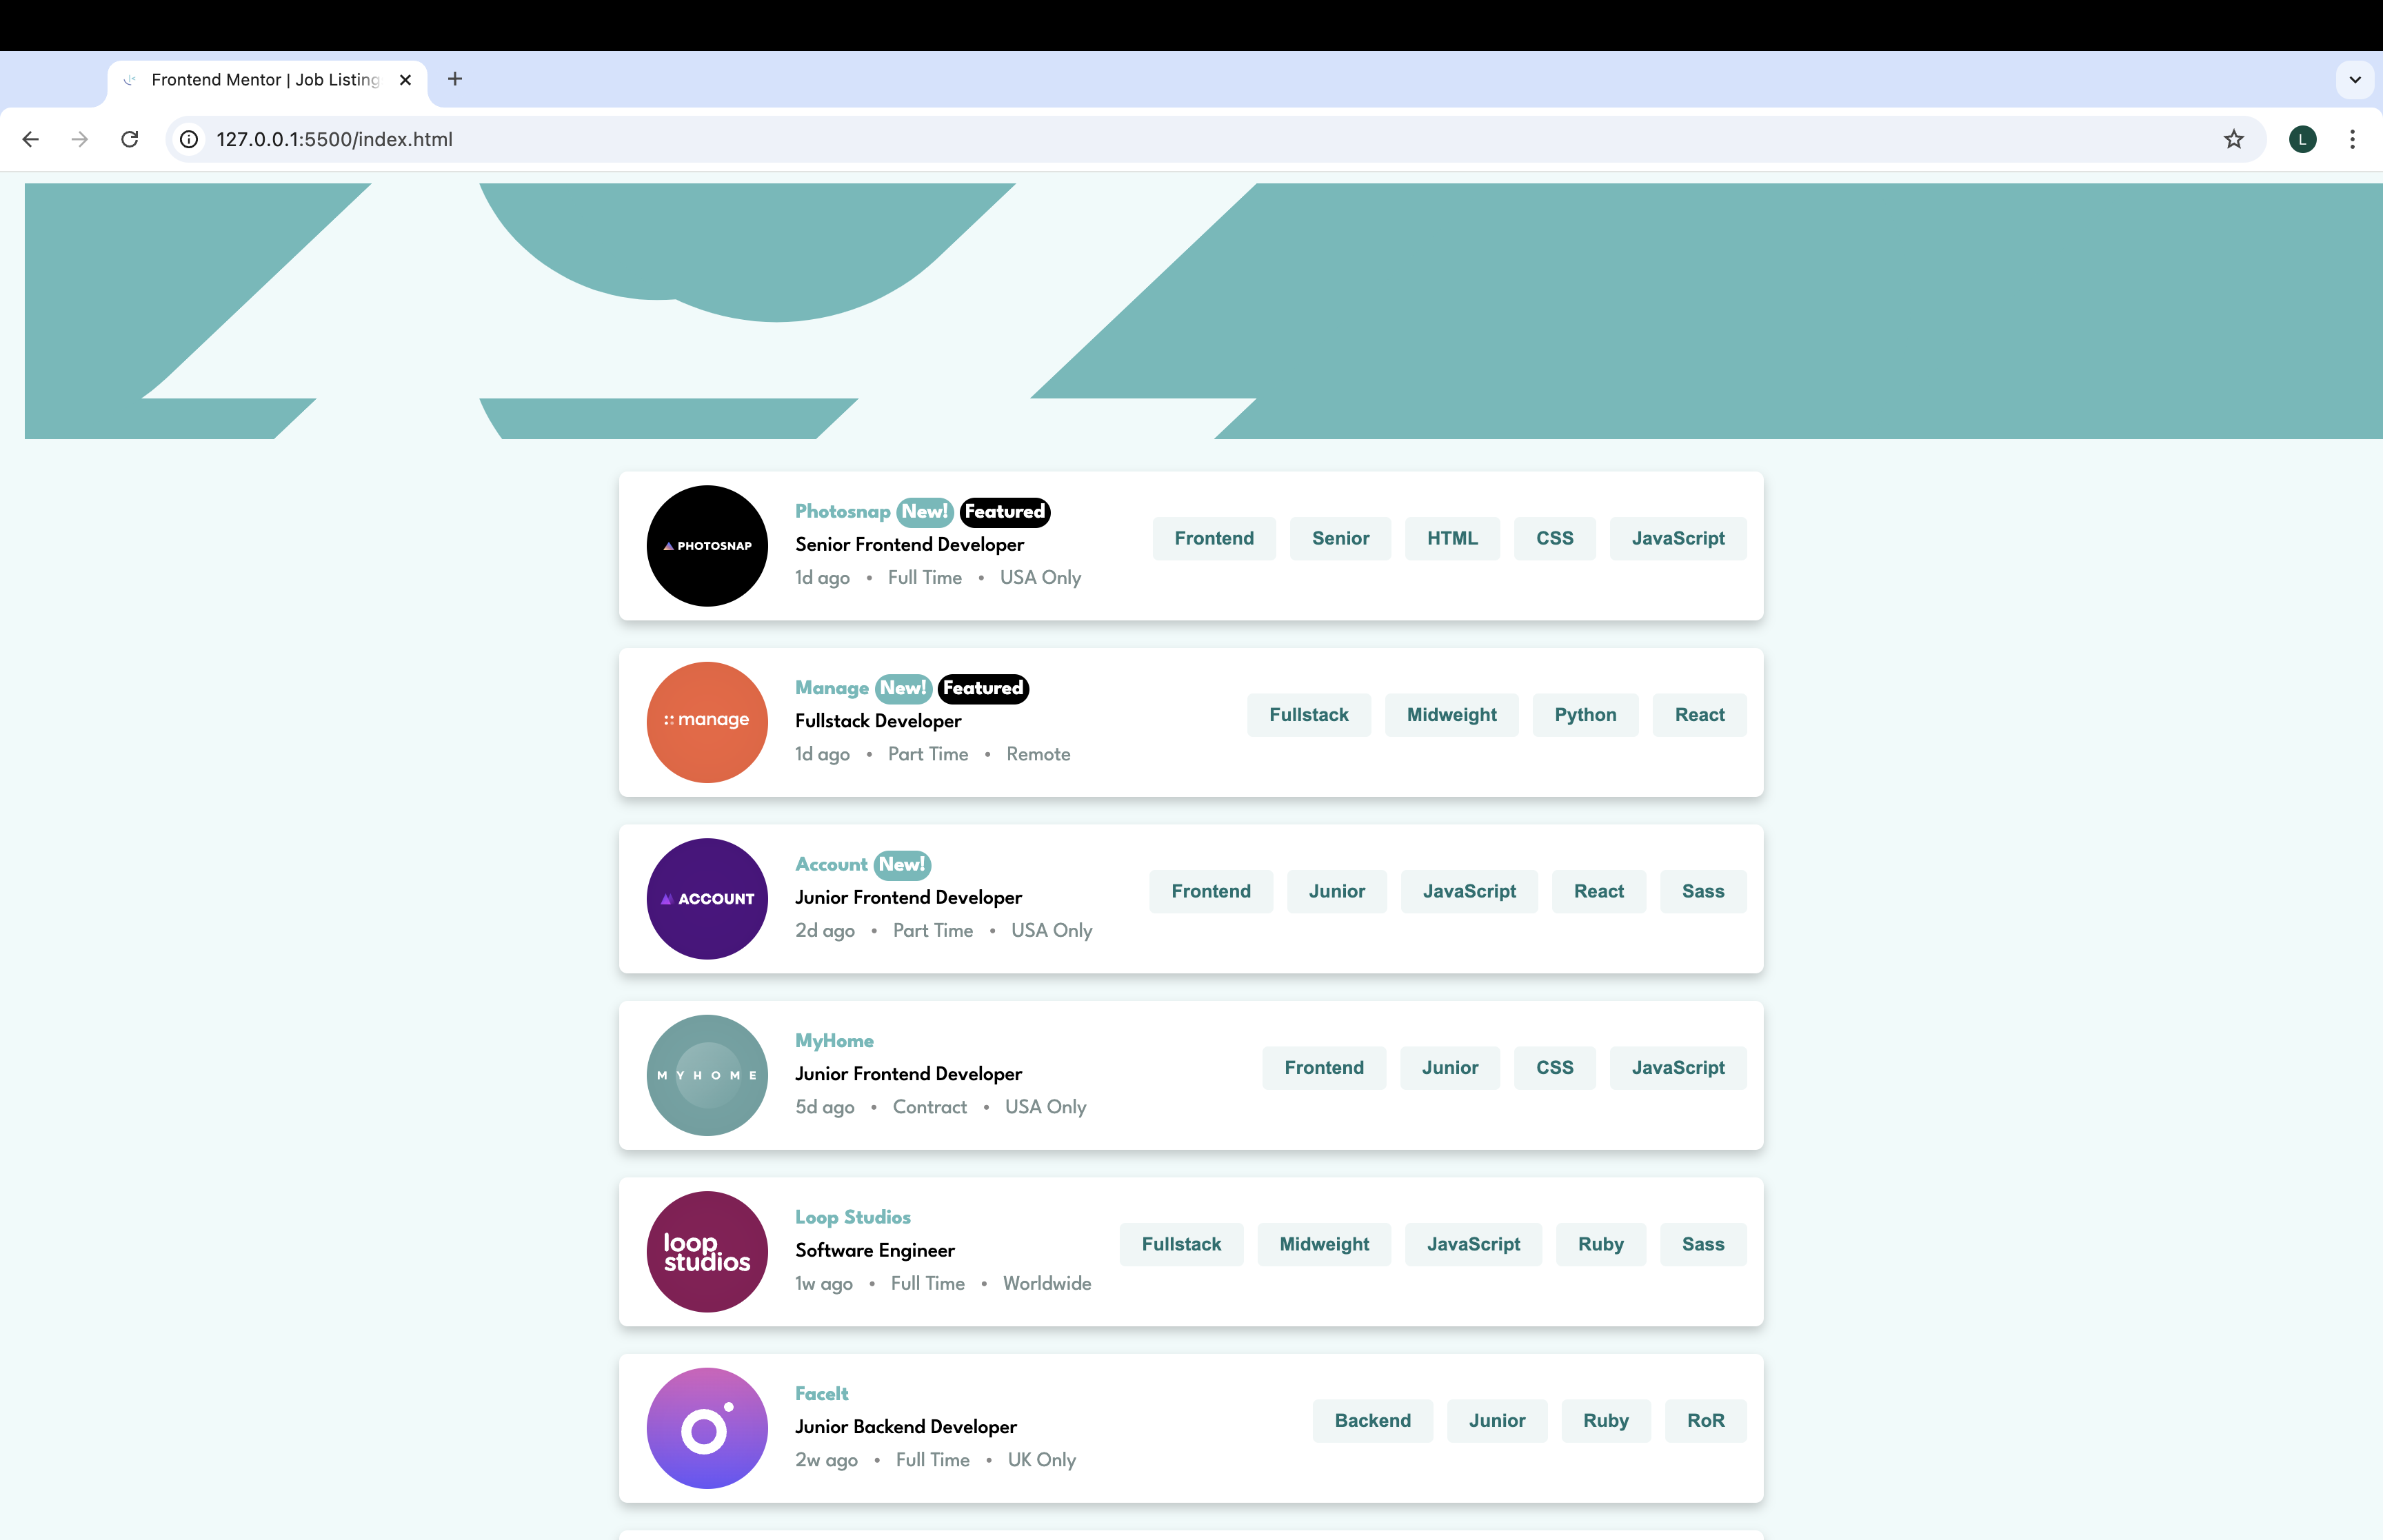 Frontend Mentor | Job Listing
127.0.0.1:5500/index.html
L
PHOTOSNAP
Photosnap New! Featured
Senior Frontend Developer
1d ago • Full Time • USA Only
Frontend Senior HTML CSS JavaScript
manage
Manage New! Featured
Fullstack Developer
1d ago • Part Time • Remote
Fullstack Midweight Python React
ACCOUNT
Account New!
Junior Frontend Developer
2d ago • Part Time • USA Only
Frontend Junior JavaScript React Sass
MYHOME
MyHome
Junior Frontend Developer
5d ago • Contract • USA Only
Frontend Junior CSS JavaScript
loop
studios
Loop Studios
Software Engineer
1w ago • Full Time • Worldwide
Fullstack Midweight JavaScript Ruby Sass
FaceIt
Junior Backend Developer
2w ago • Full Time • UK Only
Backend Junior Ruby RoR